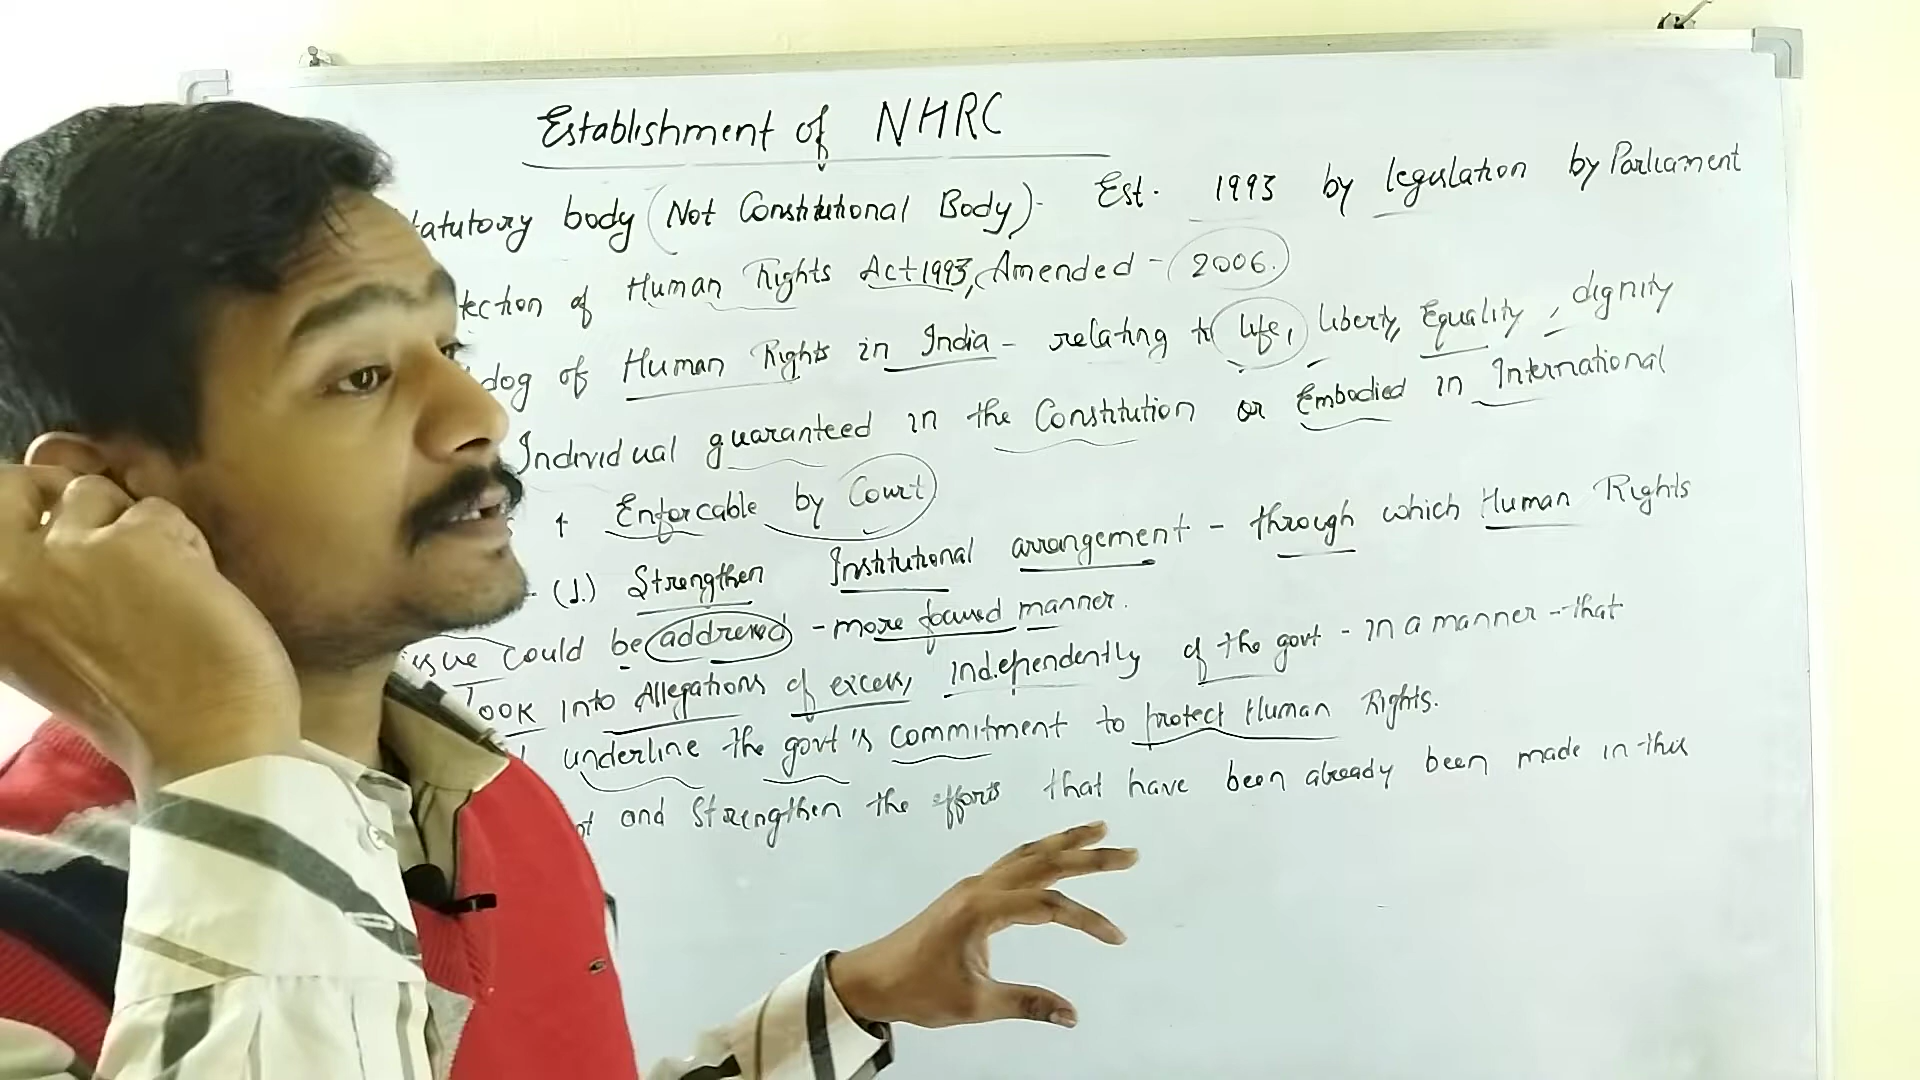 Establishment of NHRC
tatutory body (Not Constitutional Body). Est. 1993 by legislation by Parliament
tection of Human Rights Act 1993, Amended - 2006.
dog of Human Rights in India - relating to life, liberty, Equality, dignity
Individual guaranteed in the Constitution or Embodied in International
Enforcable by Court
(1.) Strengthen Institutional arrangement - through which Human Rights
issue could be addressed - more focused manner.
Look into Allegations of excess, independently of the govt - in a manner - that
underline the govt's commitment to protect Human Rights.
and Strengthen the efforts that have been already been made in this